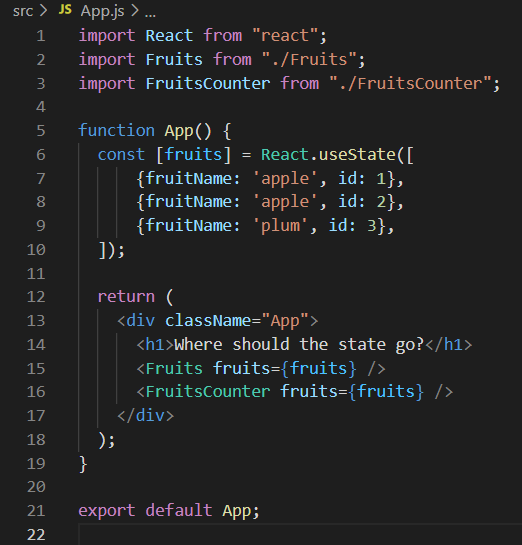 src > JS App.js > ...
1 import React from "react";
2 import Fruits from "./Fruits";
3 import FruitsCounter from "./FruitsCounter";
4
5 function App() {
6   const [fruits] = React.useState([
7       {fruitName: 'apple', id: 1},
8       {fruitName: 'apple', id: 2},
9       {fruitName: 'plum', id: 3},
10   ]);
11
12   return (
13     <div className="App">
14       <h1>Where should the state go?</h1>
15       <Fruits fruits={fruits} />
16       <FruitsCounter fruits={fruits} />
17     </div>
18   );
19 }
20
21 export default App;
22